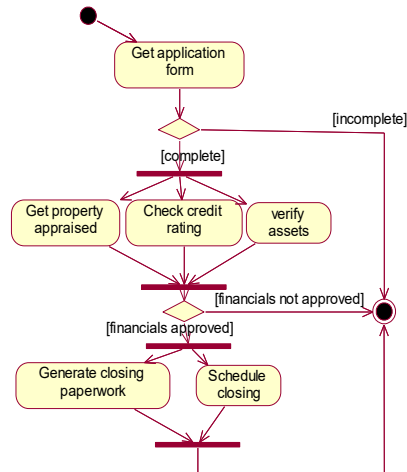 Get application
form
[incomplete]
[complete]
Get property
appraised
Check credit
rating
verify
assets
[financials not approved]
[financials approved]
Generate closing
paperwork
Schedule
closing